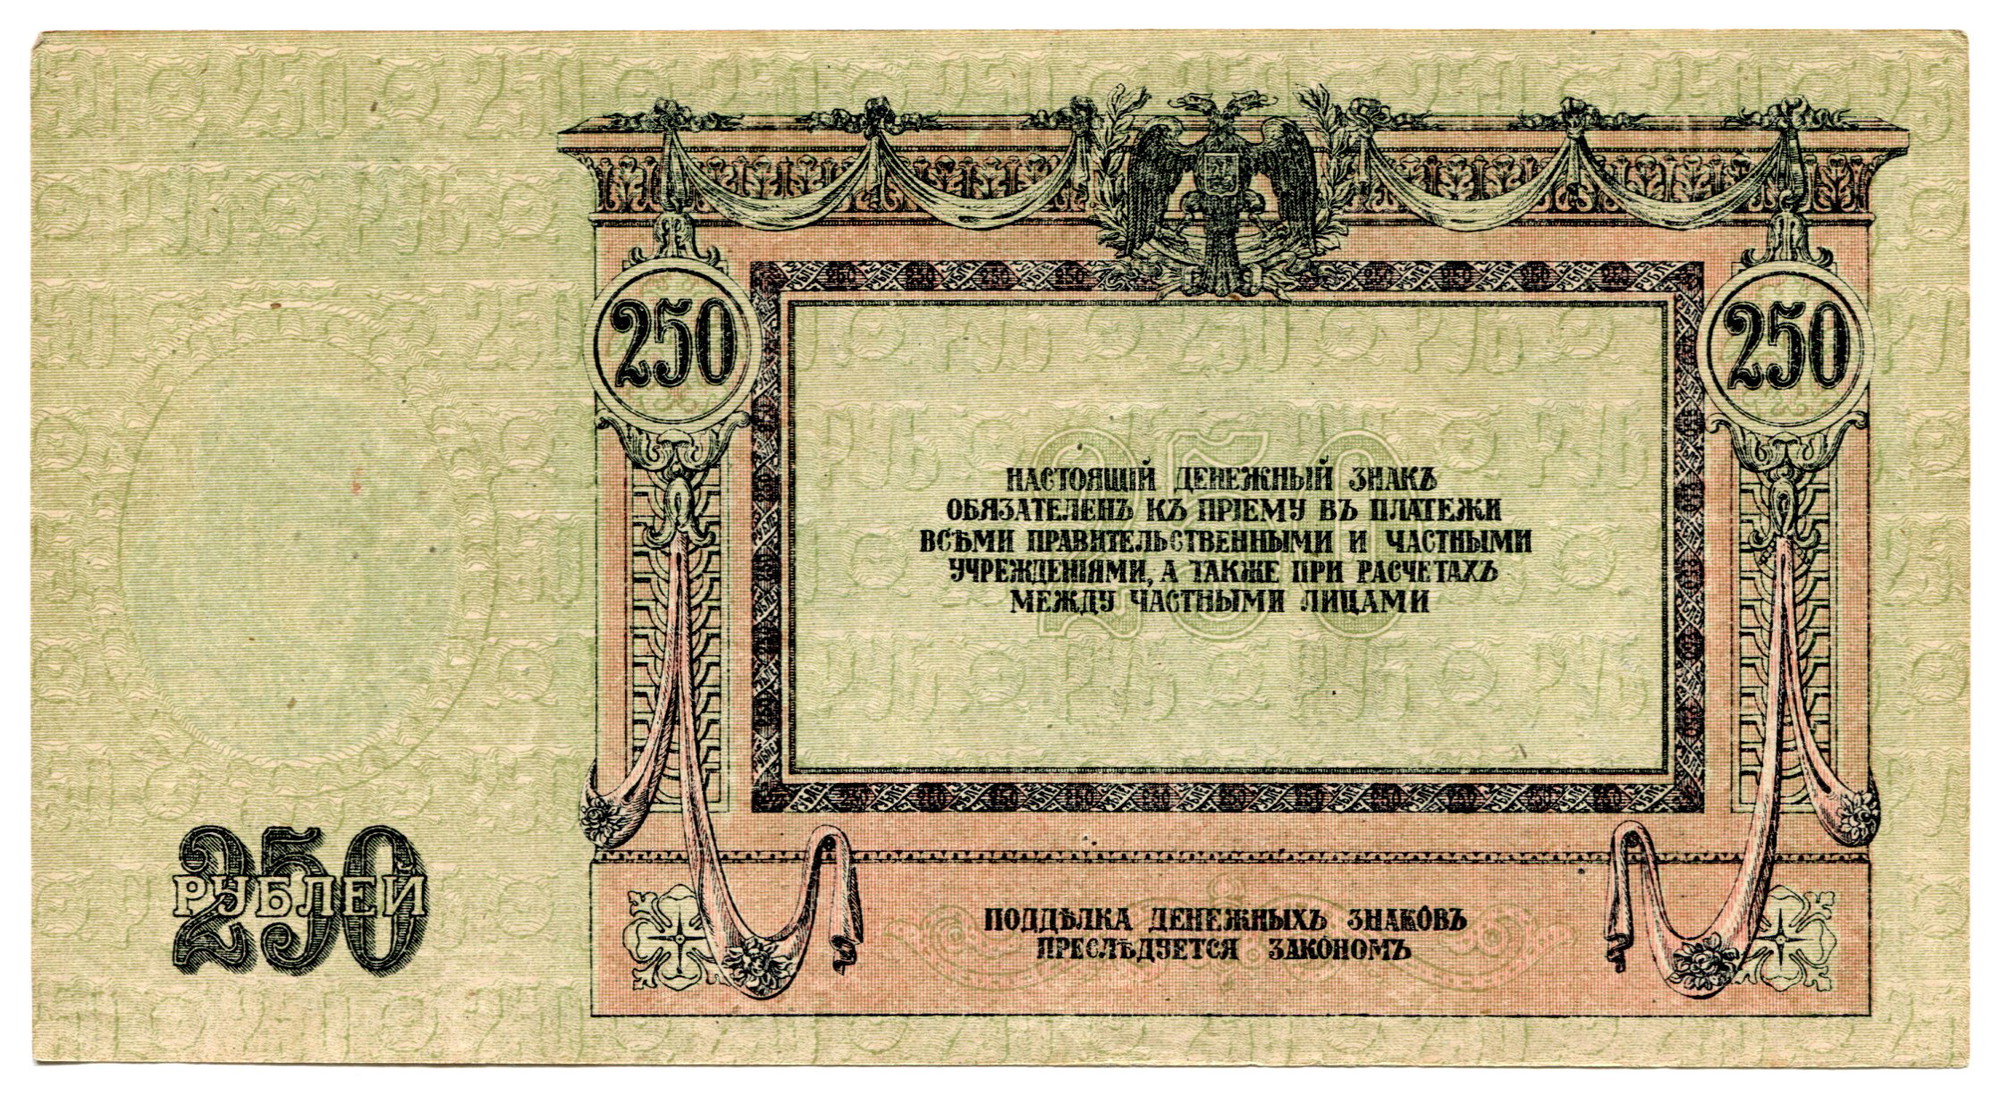 250
250
НАСТОЯЩІЙ ДЕНЕЖНЫЙ ЗНАКЪ
ОБЯЗАТЕЛЕНЪ КЪ ПРІЕМУ ВЪ ПЛАТЕЖИ
ВСѢМИ ПРАВИТЕЛЬСТВЕННЫМИ И ЧАСТНЫМИ
УЧРЕЖДЕНІЯМИ, А ТАКЖЕ ПРИ РАСЧЕТАХЪ
МЕЖДУ ЧАСТНЫМИ ЛИЦАМИ
250
250
РУБЛЕЙ
ПОДДѢЛКА ДЕНЕЖНЫХЪ ЗНАКОВЪ
ПРЕСЛѢДУЕТСЯ ЗАКОНОМЪ